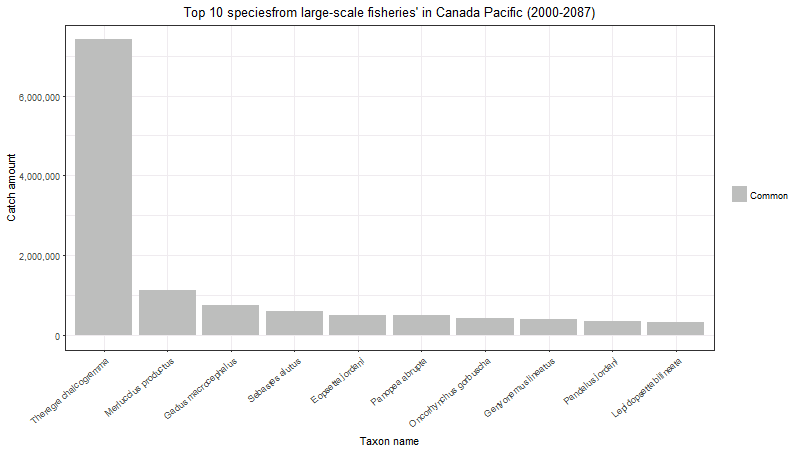 Top 10 speciesfrom large-scale fisheries' in Canada Pacific (2000-2087)
Catch amount
6,000,000
4,000,000
2,000,000
0
Theragra chalcogramma
Merluccius productus
Gadus macrocephalus
Sebastes alutus
Eopsetta jordani
Panopea abrupta
Oncorhynchus gorbuscha
Genyonemus lineatus
Pandalus jordani
Lepidopsetta bilineata
Taxon name
Common